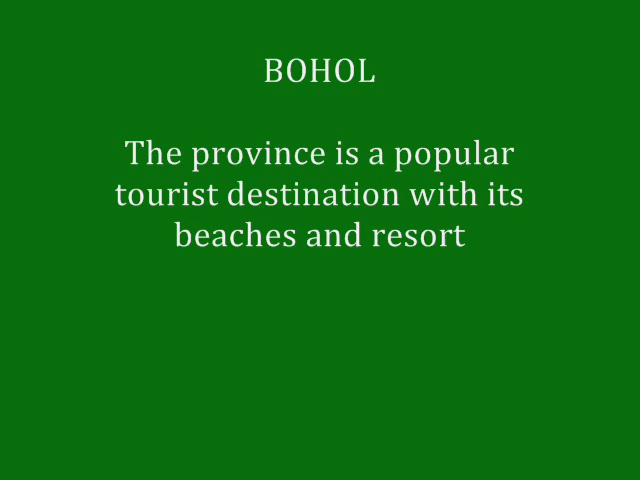 BOHOL
The province is a popular
tourist destination with its
beaches and resort